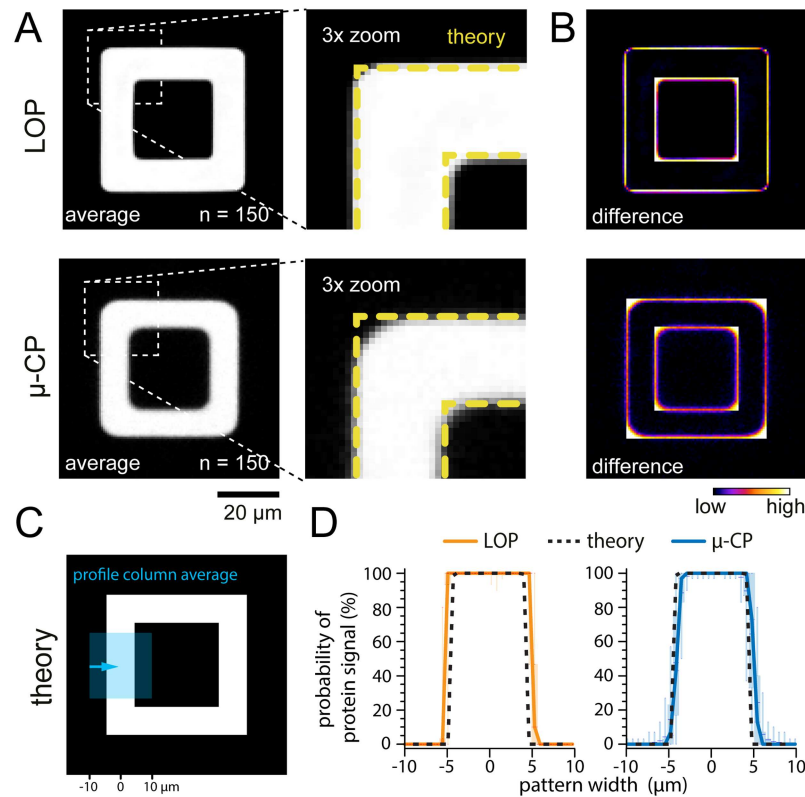 A
B
LOP
3x zoom
theory
average
n = 150
difference
µ-CP
3x zoom
average
n = 150
difference
20 µm
low
high
C
D
LOP
theory
µ-CP
profile column average
theory
-10
0
10 µm
probability of
protein signal (%)
100
80
60
40
20
0
-10
-5
0
5
10
100
80
60
40
20
0
-10
-5
0
5
10
pattern width (µm)